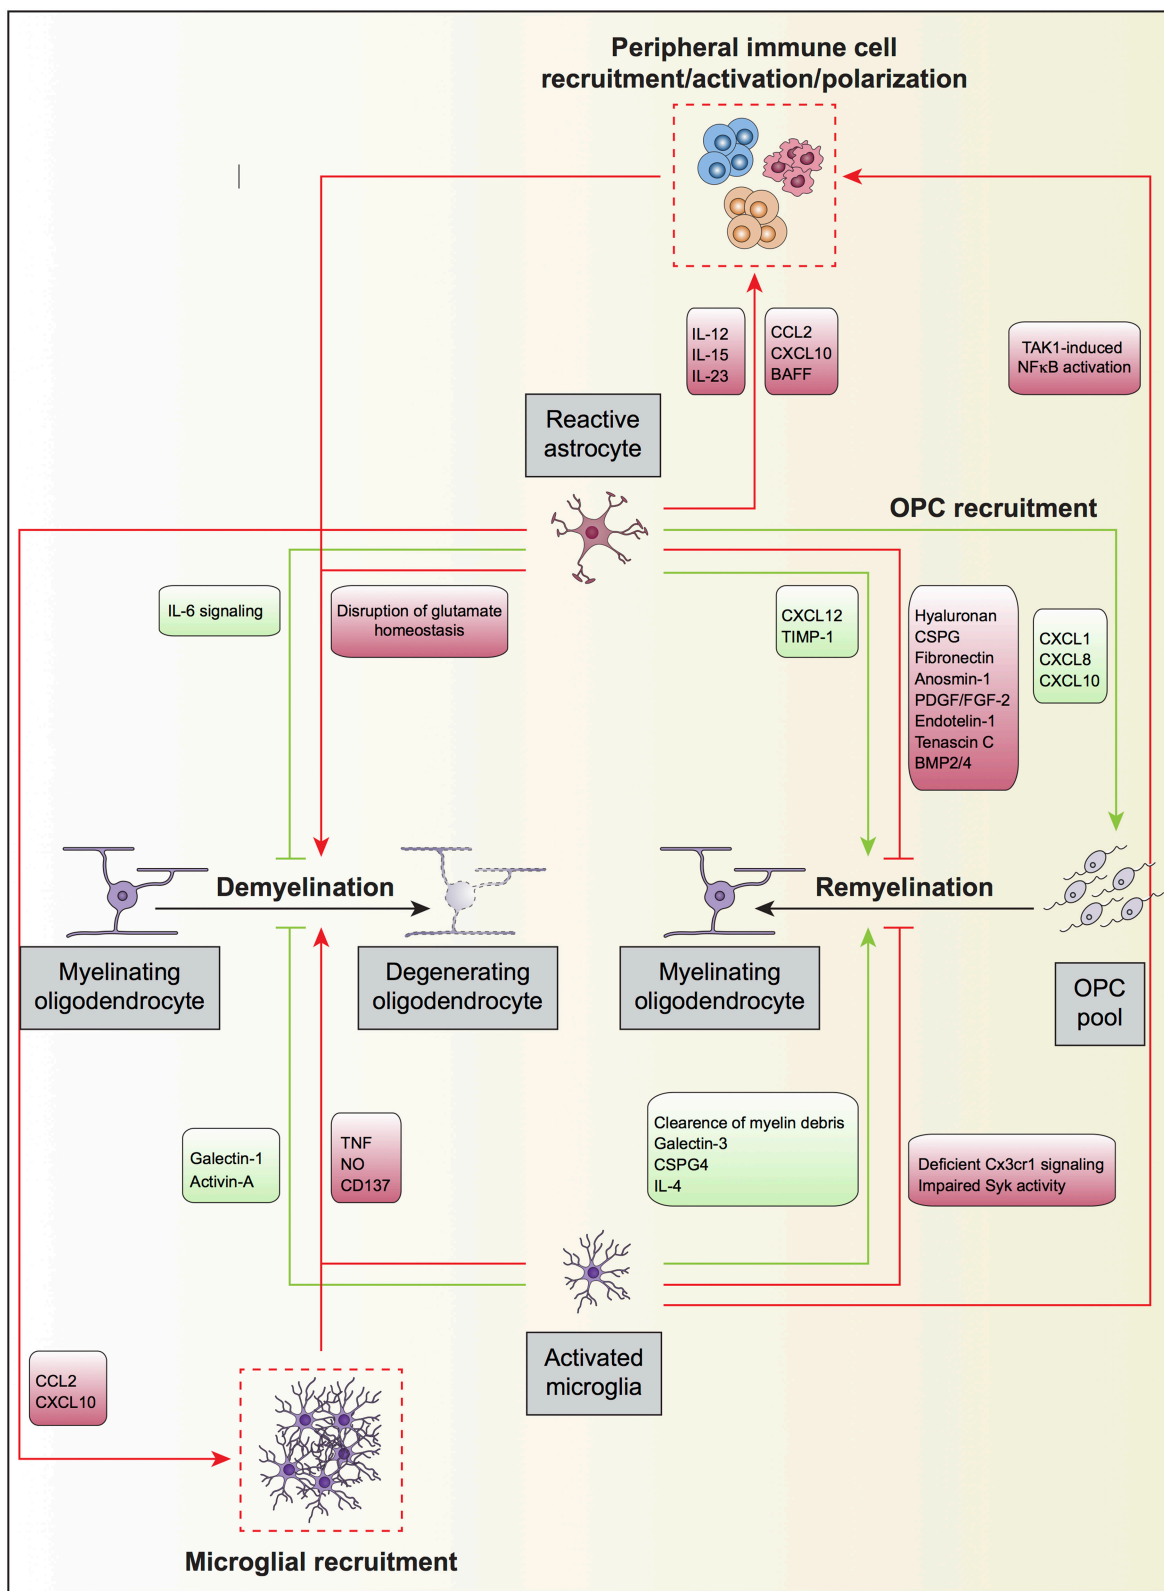 Peripheral immune cell
recruitment/activation/polarization
IL-12
IL-15
IL-23
CCL2
CXCL10
BAFF
TAK1-induced
NFκB activation
Reactive
astrocyte
OPC recruitment
IL-6 signaling
Disruption of glutamate
homeostasis
CXCL12
TIMP-1
Hyaluronan
CSPG
Fibronectin
Anosmin-1
PDGF/FGF-2
Endotelin-1
Tenascin C
BMP2/4
CXCL1
CXCL8
CXCL10
Demyelination
Remyelination
Myelinating
oligodendrocyte
Degenerating
oligodendrocyte
Myelinating
oligodendrocyte
OPC
pool
Galectin-1
Activin-A
TNF
NO
CD137
Clearence of myelin debris
Galectin-3
CSPG4
IL-4
Deficient Cx3cr1 signaling
Impaired Syk activity
Activated
microglia
CCL2
CXCL10
Microglial recruitment